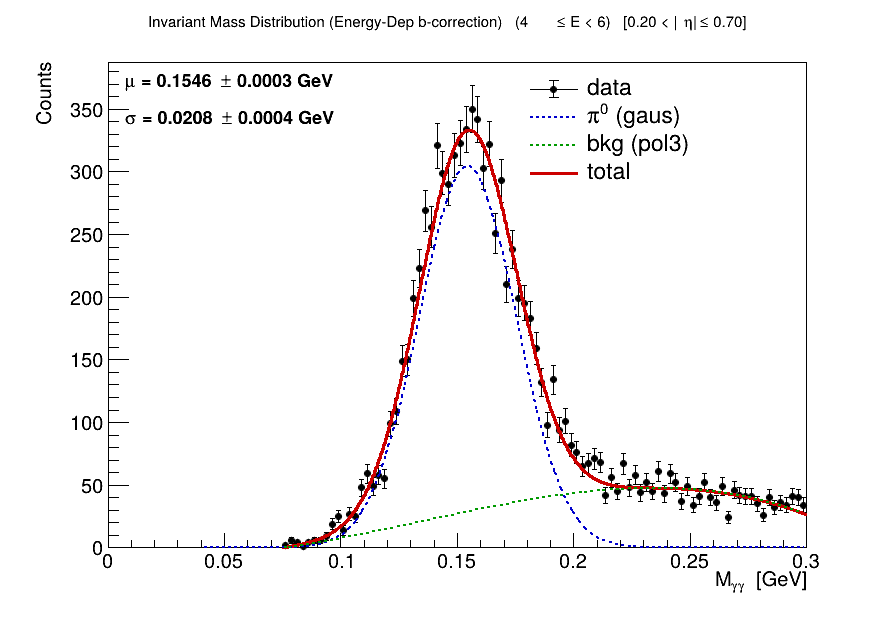 Invariant Mass Distribution (Energy-Dep b-correction) (4 ≤ E < 6) [0.20 < | η| ≤ 0.70]
μ = 0.1546 ± 0.0003 GeV
σ = 0.0208 ± 0.0004 GeV
data
π⁰ (gaus)
bkg (pol3)
total
Counts
350
300
250
200
150
100
50
0
0 0.05 0.1 0.15 0.2 0.25 0.3
Mγγ [GeV]